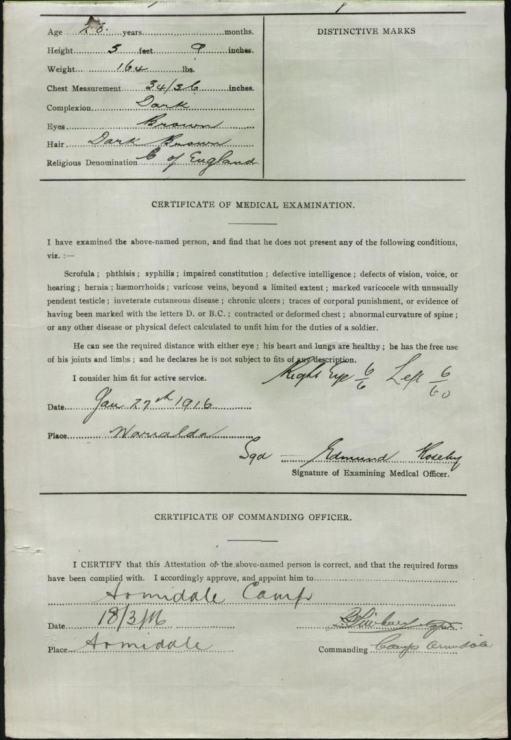 Age 26 years months.
DISTINCTIVE MARKS
Height 5 feet 9 inches.
Weight 164 lbs.
Chest Measurement 34/36 inches.
Complexion Dark
Eyes Brown
Hair Dark Brown
Religious Denomination C of England
CERTIFICATE OF MEDICAL EXAMINATION.
I have examined the above-named person, and find that he does not present any of the following conditions,
viz. :—
Scrofula ; phthisis ; syphilis ; impaired constitution ; defective intelligence ; defects of vision, voice, or
hearing ; hernia ; hæmorrhoids ; varicose veins, beyond a limited extent ; marked varicocele with unusually
pendent testicle ; inveterate cutaneous disease ; chronic ulcers ; traces of corporal punishment, or evidence of
having been marked with the letters D. or B.C. ; contracted or deformed chest ; abnormal curvature of spine ;
or any other disease or physical defect calculated to unfit him for the duties of a soldier.
He can see the required distance with either eye ; his heart and lungs are healthy ; he has the free use
of his joints and limbs ; and he declares he is not subject to fits of any description.
I consider him fit for active service.
Right Eye 6/6 Left 6/60
Date Jan 27th 1916
Place Warialda
Sgd Edmund Roseby
Signature of Examining Medical Officer.
CERTIFICATE OF COMMANDING OFFICER.
I CERTIFY that this Attestation of the above-named person is correct, and that the required forms
have been complied with. I accordingly approve, and appoint him to
Armidale Camp
Date 18/3/16
Place Armidale
Commanding Camp Armidale